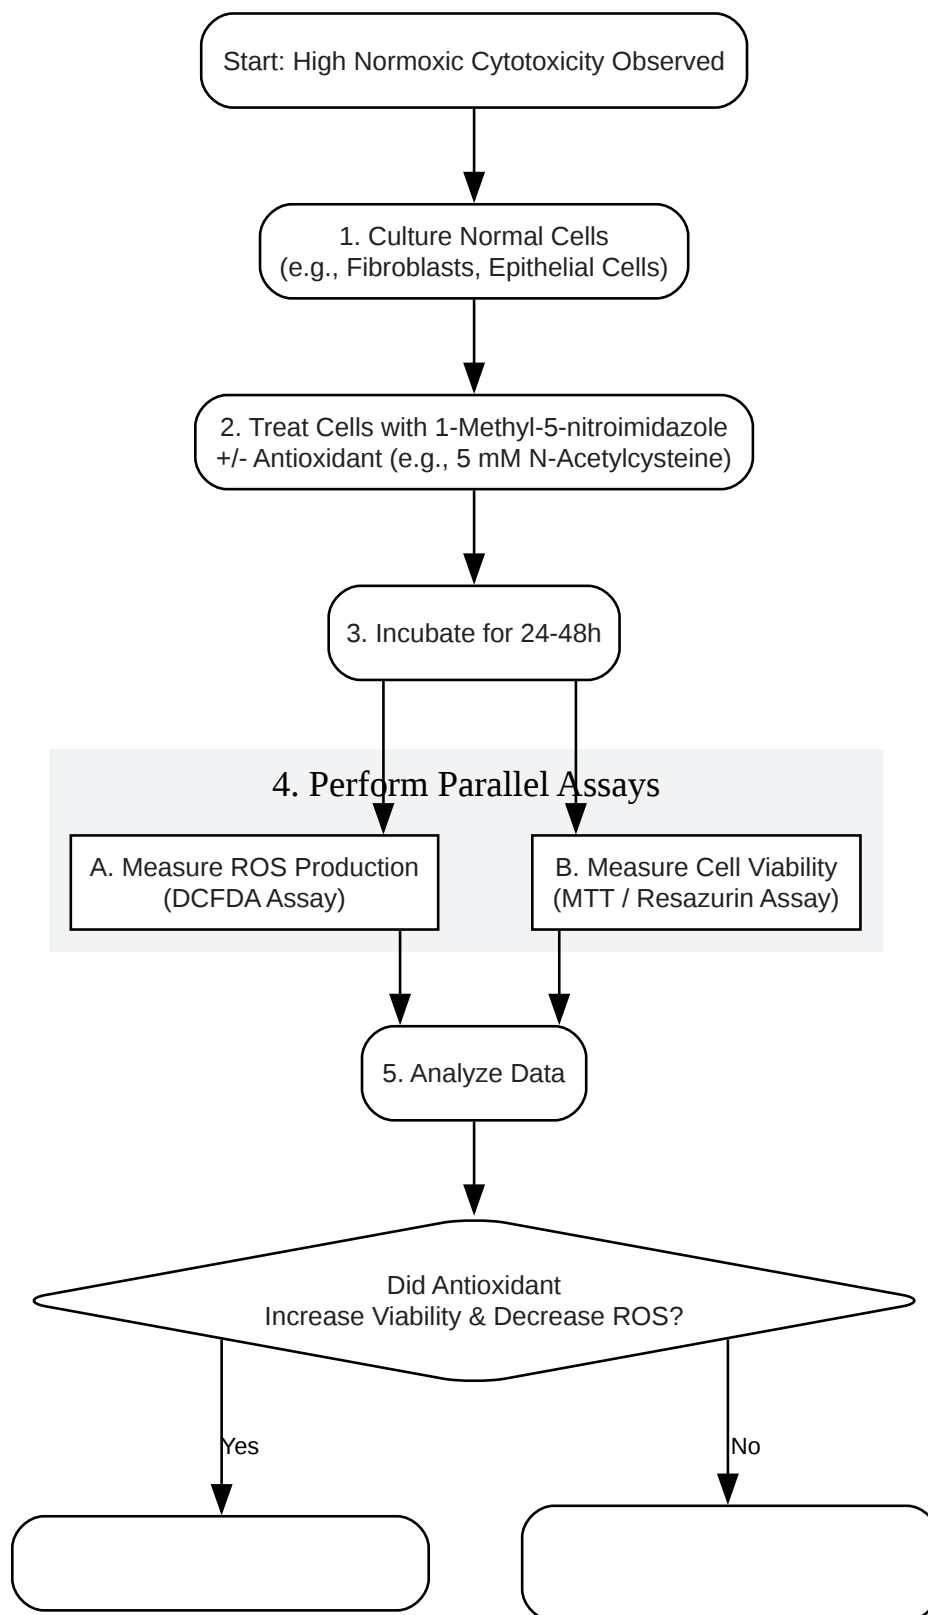 Start: High Normoxic Cytotoxicity Observed
1. Culture Normal Cells
(e.g., Fibroblasts, Epithelial Cells)
2. Treat Cells with 1-Methyl-5-nitroimidazole
+/- Antioxidant (e.g., 5 mM N-Acetylcysteine)
3. Incubate for 24-48h
4. Perform Parallel Assays
A. Measure ROS Production
(DCFDA Assay)
B. Measure Cell Viability
(MTT / Resazurin Assay)
5. Analyze Data
Did Antioxidant
Increase Viability & Decrease ROS?
Yes
No